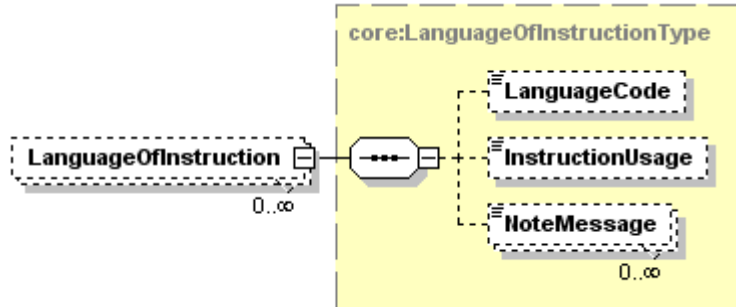 core:LanguageOfInstructionType
LanguageCode
LanguageOfInstruction
InstructionUsage
0..∞
NoteMessage
0..∞